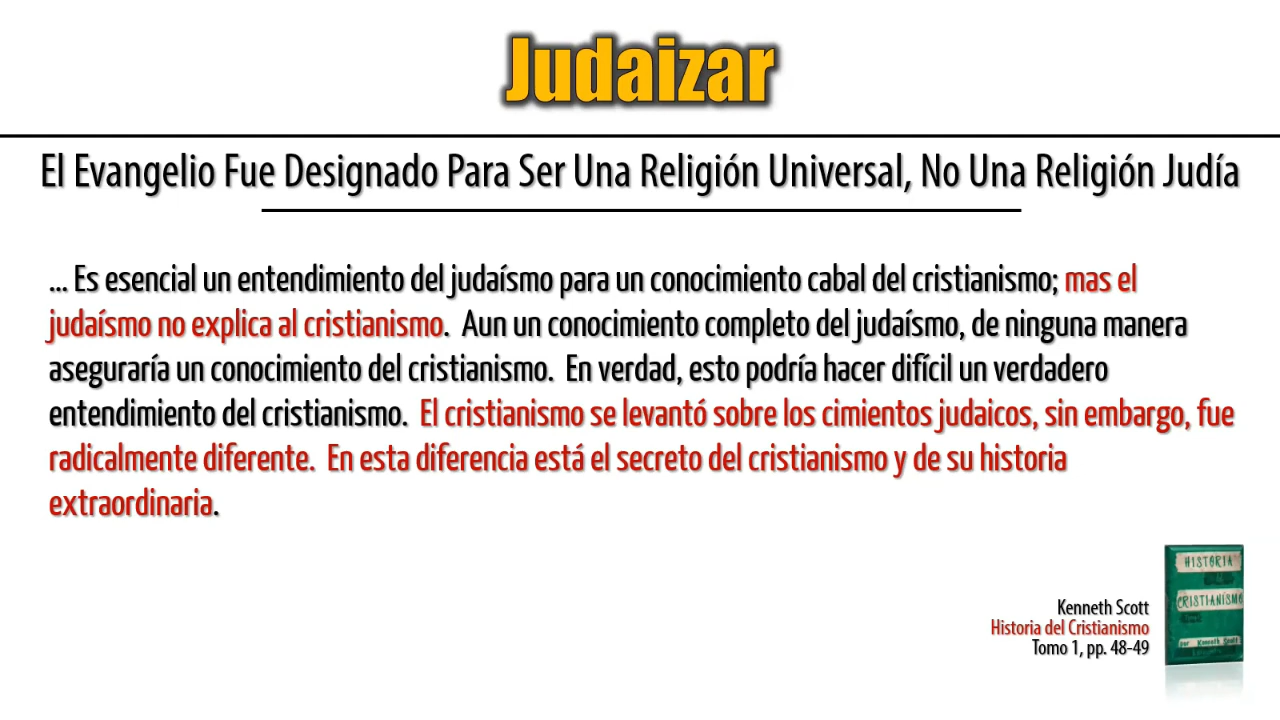 Judaizar
El Evangelio Fue Designado Para Ser Una Religión Universal, No Una Religión Judía
... Es esencial un entendimiento del judaísmo para un conocimiento cabal del cristianismo; mas el
judaísmo no explica al cristianismo. Aun un conocimiento completo del judaísmo, de ninguna manera
aseguraría un conocimiento del cristianismo. En verdad, esto podría hacer difícil un verdadero
entendimiento del cristianismo. El cristianismo se levantó sobre los cimientos judaicos, sin embargo, fue
radicalmente diferente. En esta diferencia está el secreto del cristianismo y de su historia
extraordinaria.
Kenneth Scott
Historia del Cristianismo
Tomo 1, pp. 48-49
HISTORIA
CRISTIANISMO
por Kenneth Scott